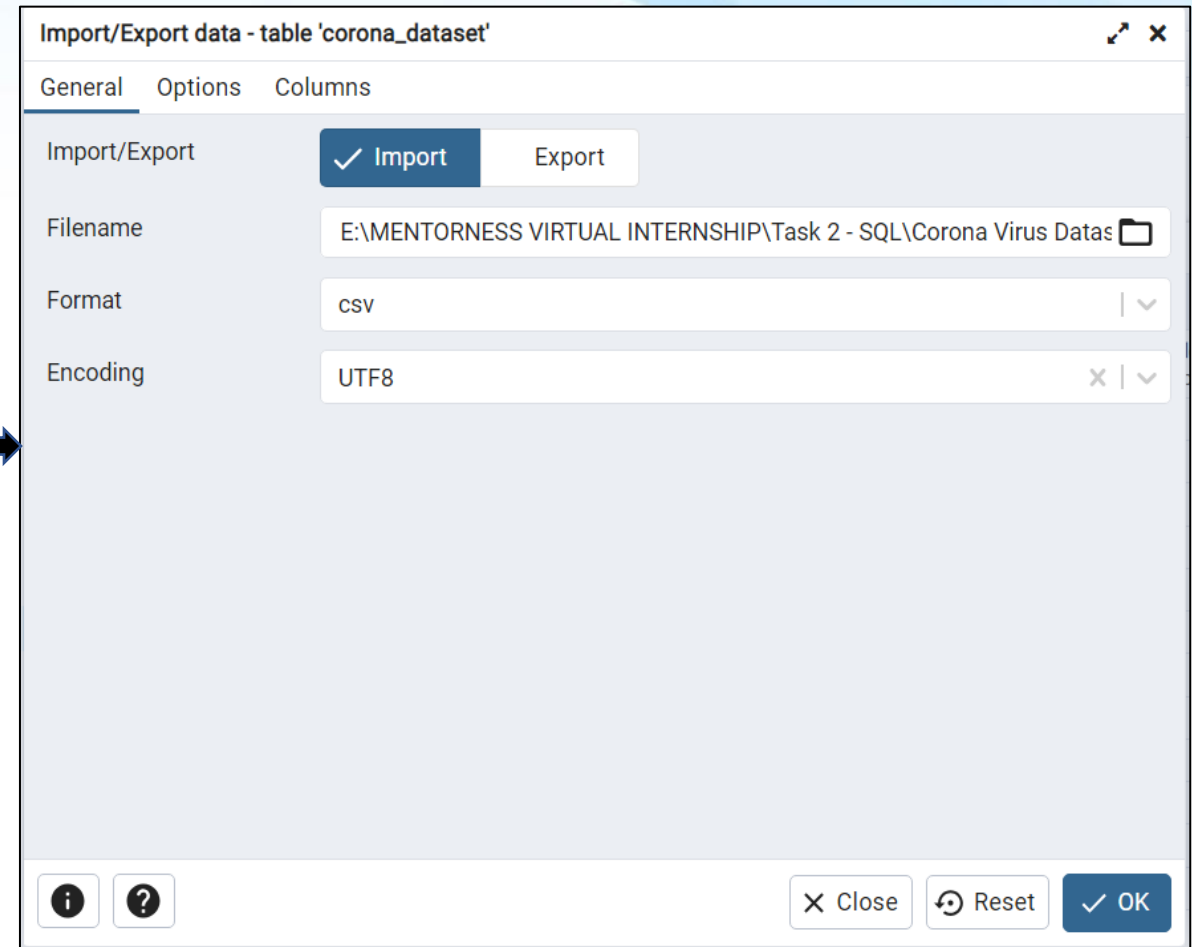 Import/Export data - table 'corona_dataset'
General Options Columns
Import/Export Import Export
Filename E:\MENTORNESS VIRTUAL INTERNSHIP\Task 2 - SQL\Corona Virus Datas
Format csv
Encoding UTF8
Close Reset OK